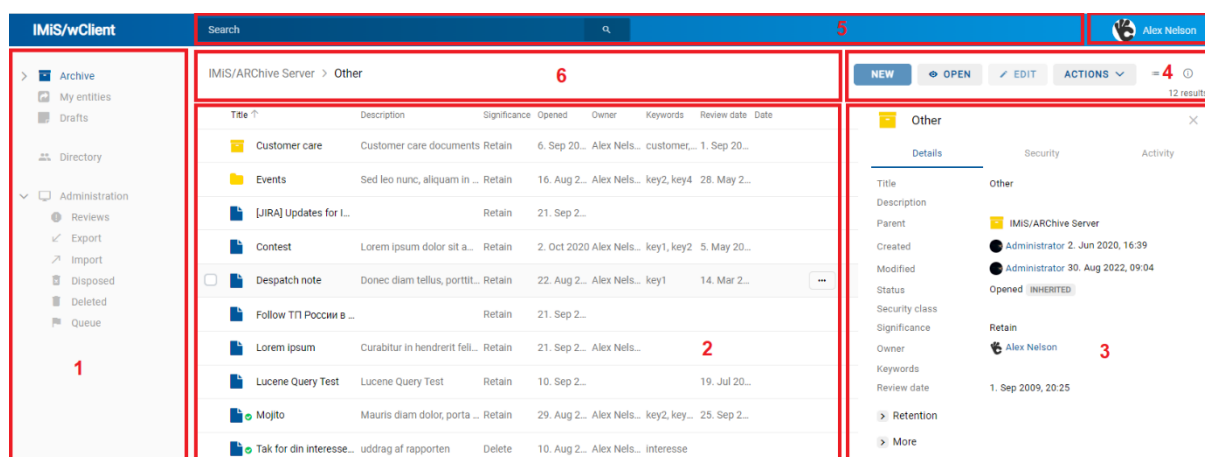 IMiS/wClient
Search
5
Alex Nelson
Archive
My entities
Drafts
Directory
Administration
Reviews
Export
Import
Disposed
Deleted
Queue
1
IMiS/ARChive Server > Other
6
NEW OPEN EDIT ACTIONS 4
12 results
Title Description Significance Opened Owner Keywords Review date Date
Customer care Customer care documents Retain 6. Sep 20... Alex Nels... customer,... 1. Sep 20...
Events Sed leo nunc, aliquam in ... Retain 16. Aug 2... Alex Nels... key2, key4 28. May 2...
[JIRA] Updates for I... Retain 21. Sep 2...
Contest Lorem ipsum dolor sit a... Retain 2. Oct 2020 Alex Nels... key1, key2 5. May 20...
Despatch note Donec diam tellus, porttit... Retain 22. Aug 2... Alex Nels... key1 14. Mar 2... ...
Follow ТП России в ... Retain 21. Sep 2...
Lorem ipsum Curabitur in hendrerit feli... Retain 21. Sep 2... Alex Nels...
2
Lucene Query Test Lucene Query Test Retain 10. Sep 2... 19. Jul 20...
Mojito Mauris diam dolor, porta ... Retain 29. Aug 2... Alex Nels... key2, key... 25. Sep 2...
Tak for din interesse... uddrag af rapporten Delete 10. Aug 2... Alex Nels... interesse
Other
Details Security Activity
Title Other
Description
Parent IMiS/ARChive Server
Created Administrator 2. Jun 2020, 16:39
Modified Administrator 30. Aug 2022, 09:04
Status Opened INHERITED
Security class
Significance Retain
Owner Alex Nelson
3
Keywords
Review date 1. Sep 2009, 20:25
Retention
More